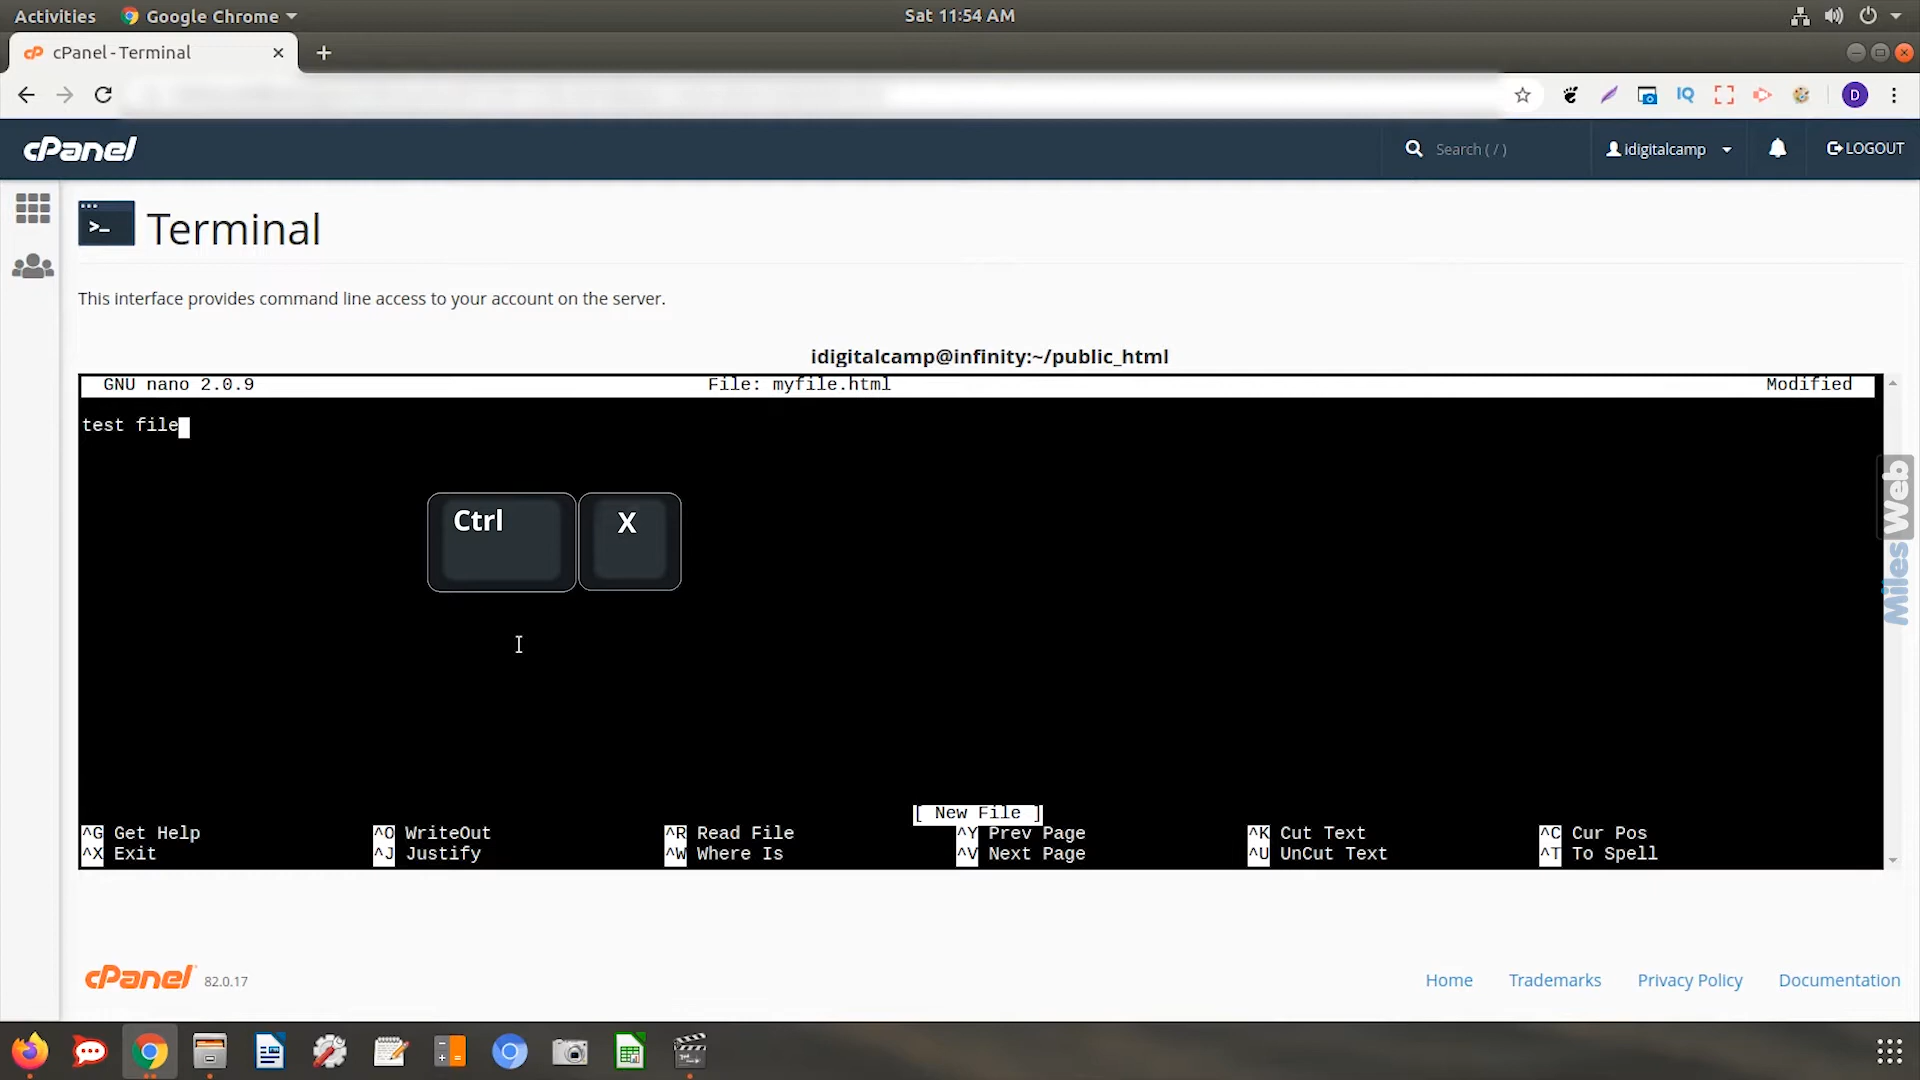 Activities Google Chrome Sat 11:54 AM
cPanel - Terminal
D
cPanel Search ( / ) idigitalcamp LOGOUT
>_ Terminal
This interface provides command line access to your account on the server.
idigitalcamp@infinity:~/public_html
GNU nano 2.0.9 File: myfile.html Modified
test file
Ctrl X
MilesWeb
[ New File ]
^G Get Help ^O WriteOut ^R Read File ^Y Prev Page ^K Cut Text ^C Cur Pos
^X Exit ^J Justify ^W Where Is ^V Next Page ^U UnCut Text ^T To Spell
cPanel 82.0.17 Home Trademarks Privacy Policy Documentation